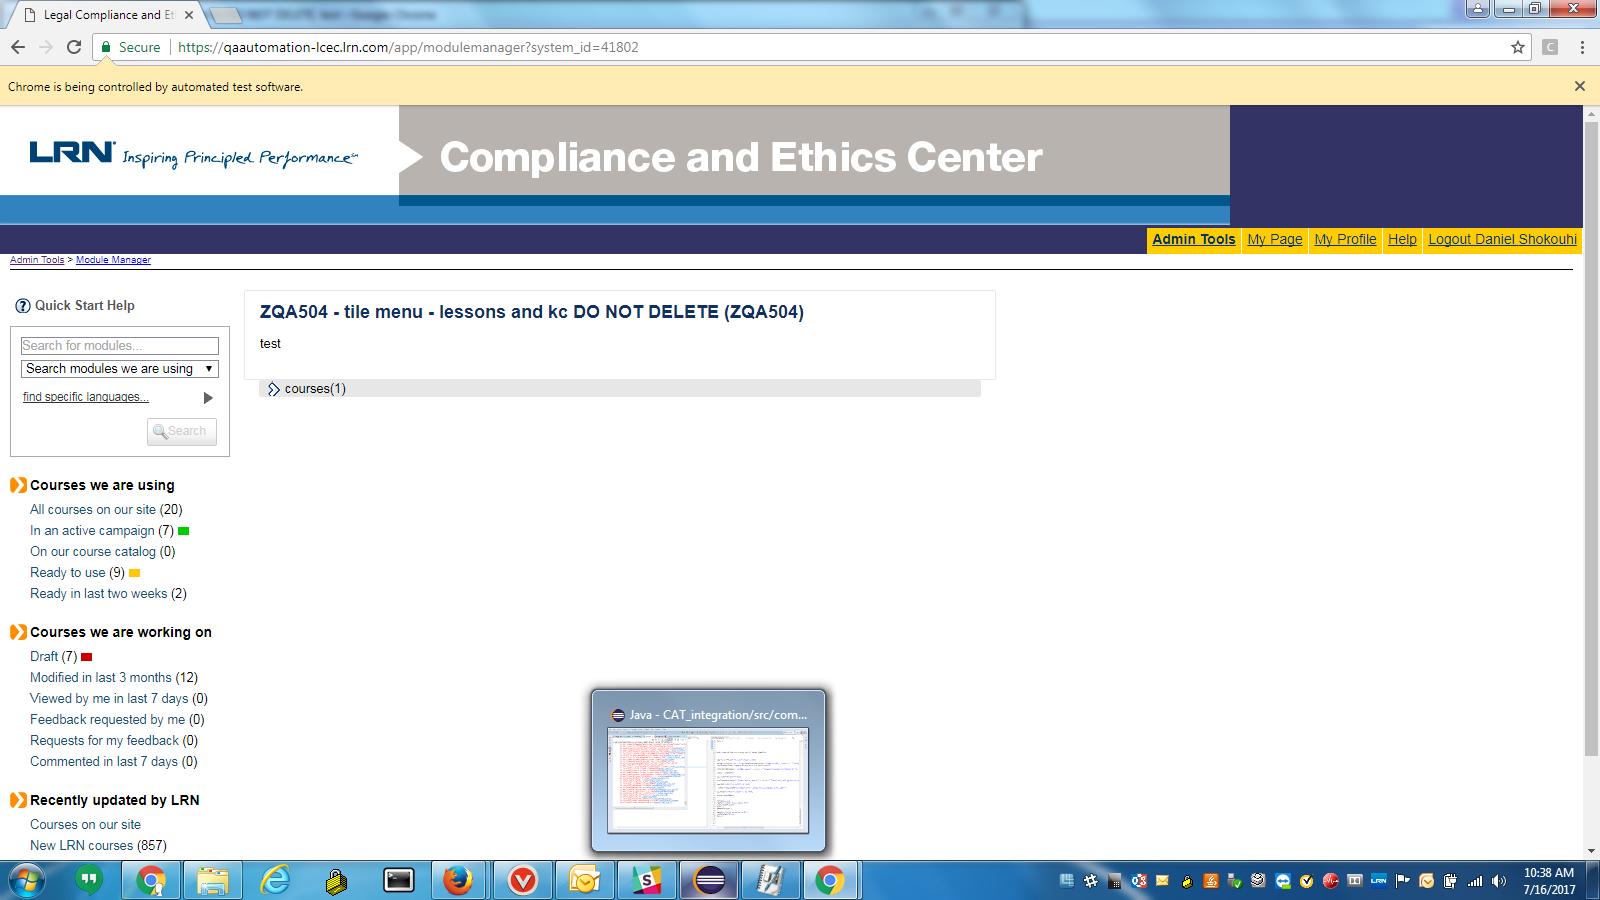 Legal Compliance and Et
Secure
https://qaautomation-lcec.lrn.com/app/modulemanager?system_id=41802
Chrome is being controlled by automated test software.
LRN Inspiring Principled Performance℠
Compliance and Ethics Center
Admin Tools My Page My Profile Help Logout Daniel Shokouhi
Admin Tools > Module Manager
Quick Start Help
Search for modules...
Search modules we are using
find specific languages...
Search
ZQA504 - tile menu - lessons and kc DO NOT DELETE (ZQA504)
test
courses(1)
Courses we are using
All courses on our site (20)
In an active campaign (7)
On our course catalog (0)
Ready to use (9)
Ready in last two weeks (2)
Courses we are working on
Draft (7)
Modified in last 3 months (12)
Viewed by me in last 7 days (0)
Feedback requested by me (0)
Requests for my feedback (0)
Commented in last 7 days (0)
Recently updated by LRN
Courses on our site
New LRN courses (857)
Java - CAT_integration/src/com...
10:38 AM
7/16/2017